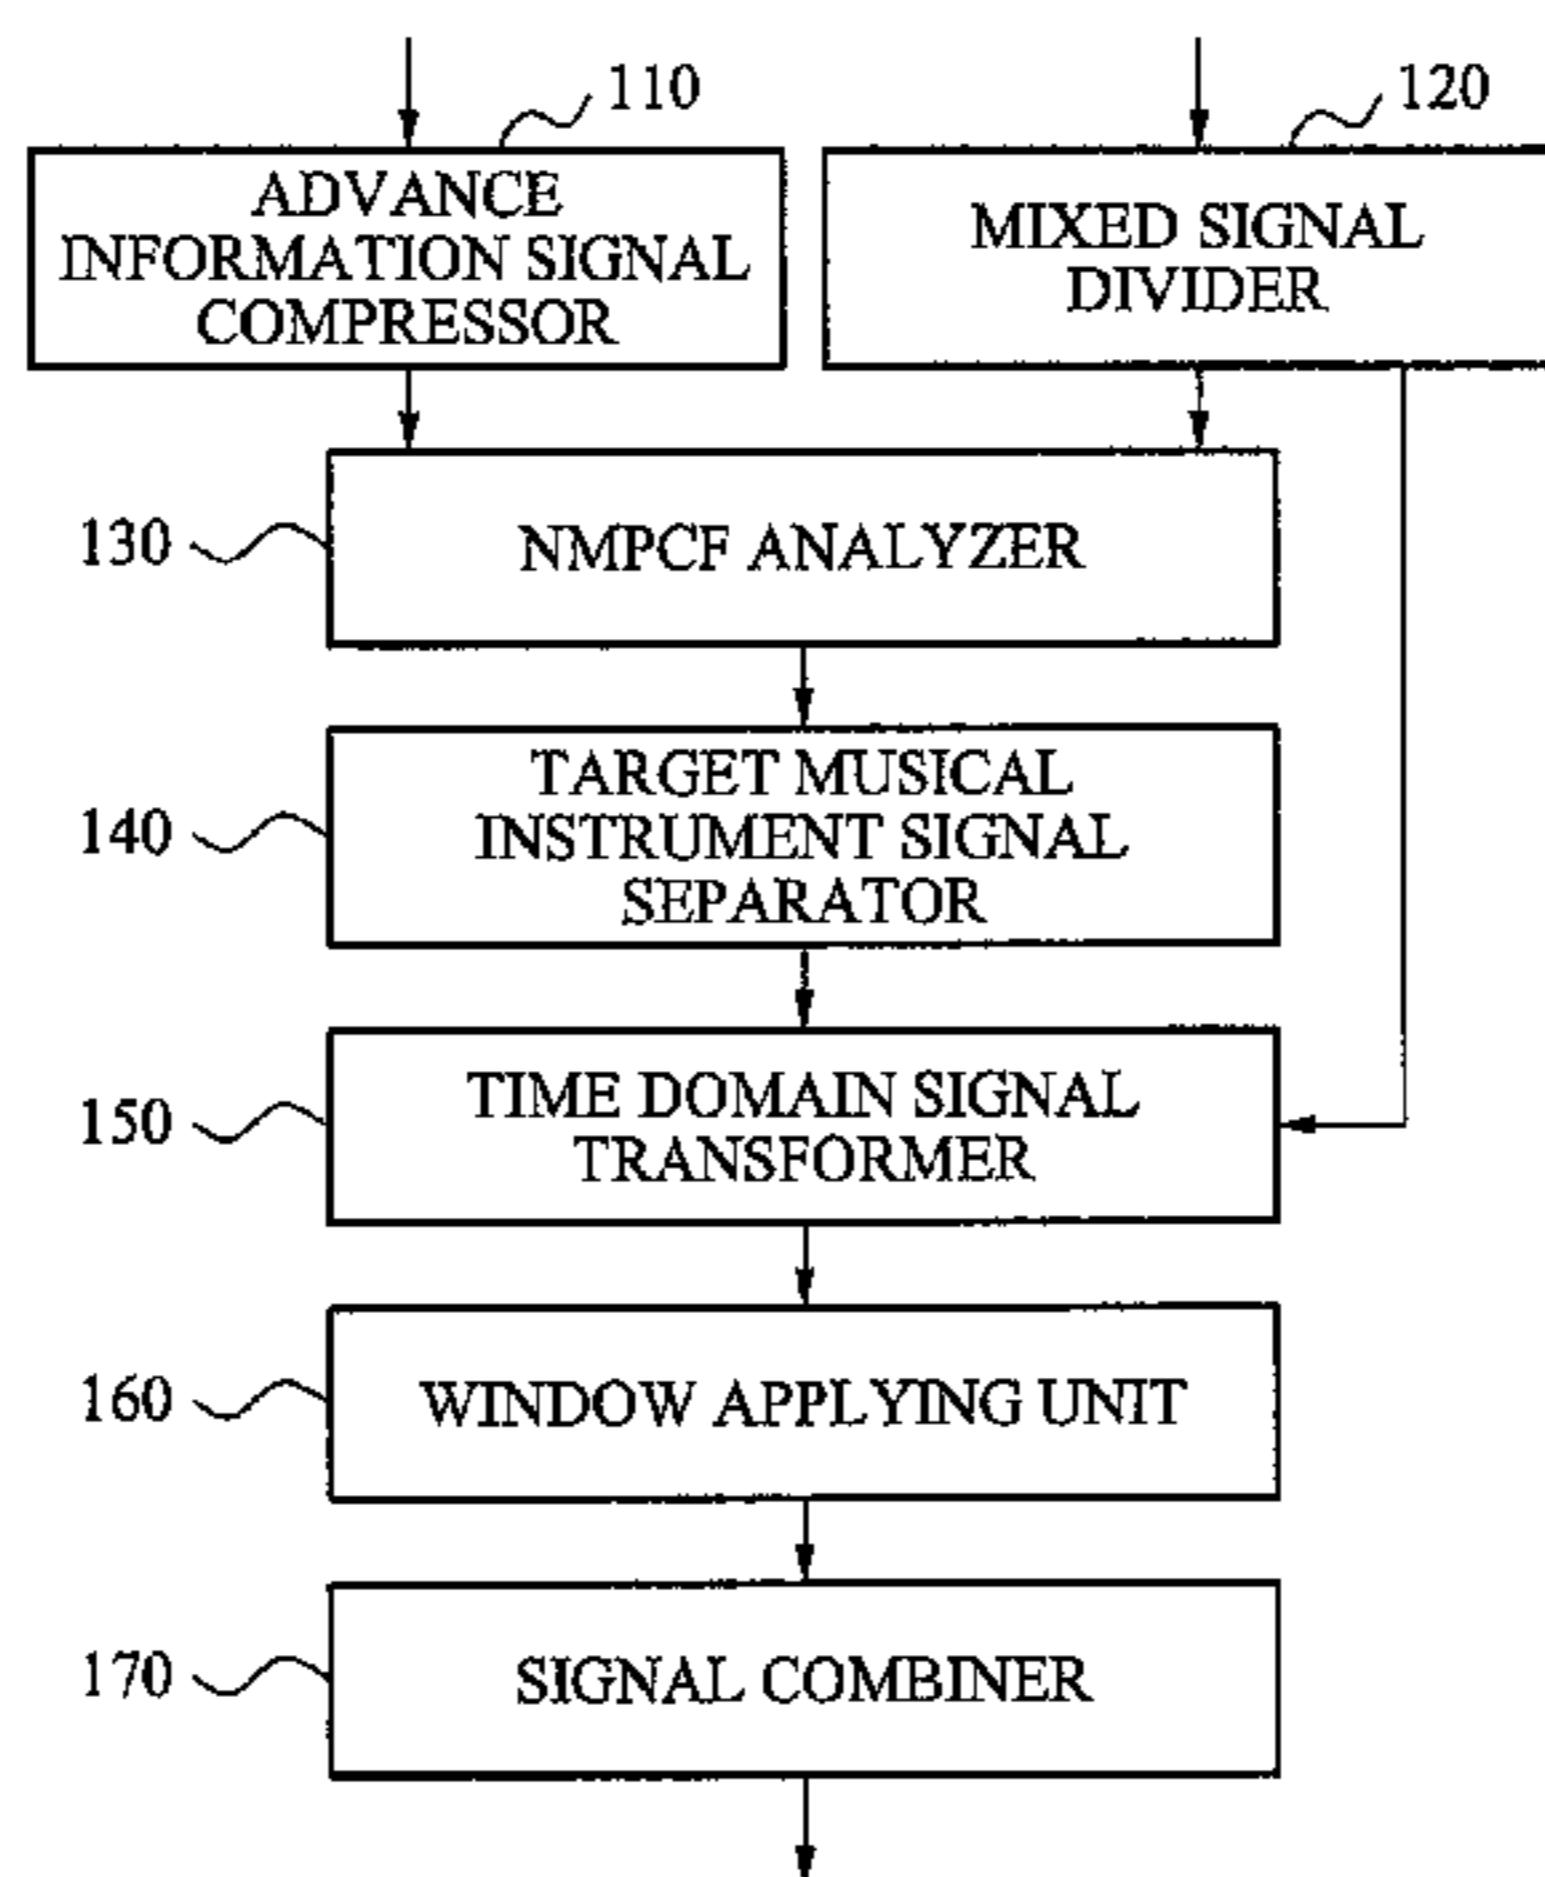 110
120
ADVANCE
INFORMATION SIGNAL
COMPRESSOR
MIXED SIGNAL
DIVIDER
130
NMPCF ANALYZER
140
TARGET MUSICAL
INSTRUMENT SIGNAL
SEPARATOR
150
TIME DOMAIN SIGNAL
TRANSFORMER
160
WINDOW APPLYING UNIT
170
SIGNAL COMBINER